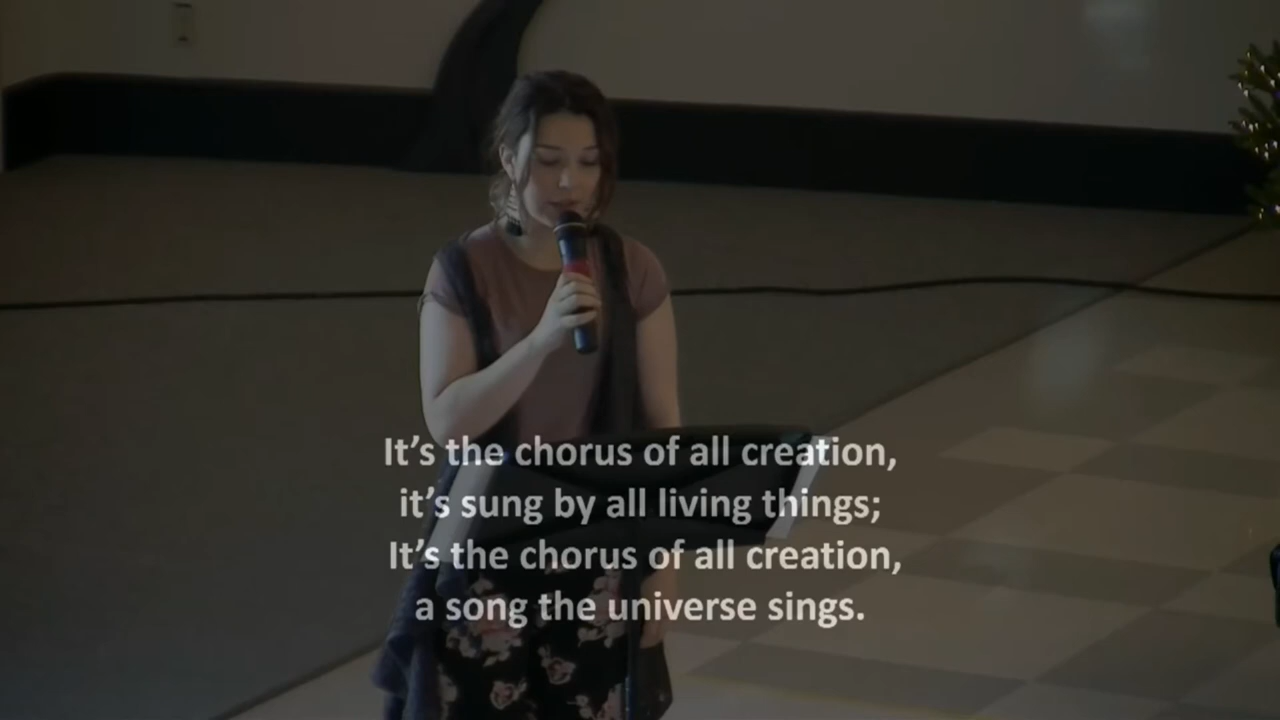 It’s the chorus of all creation,
it’s sung by all living things;
It’s the chorus of all creation,
a song the universe sings.